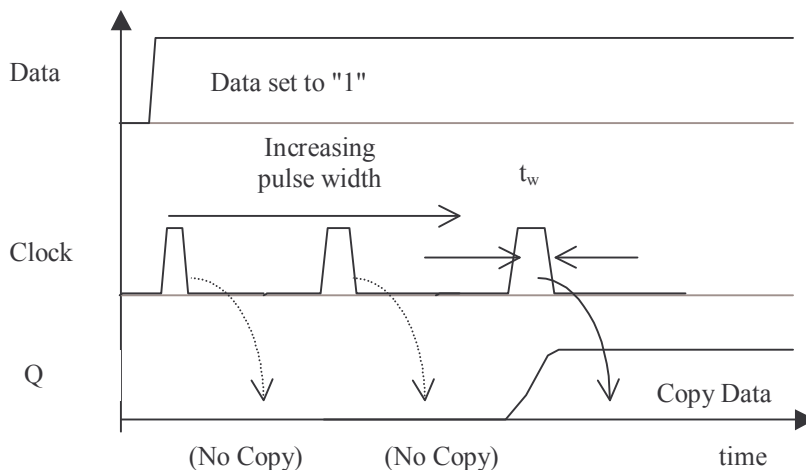 Data
Data set to "1"
Increasing
pulse width
tw
Clock
Q
Copy Data
(No Copy)
(No Copy)
time